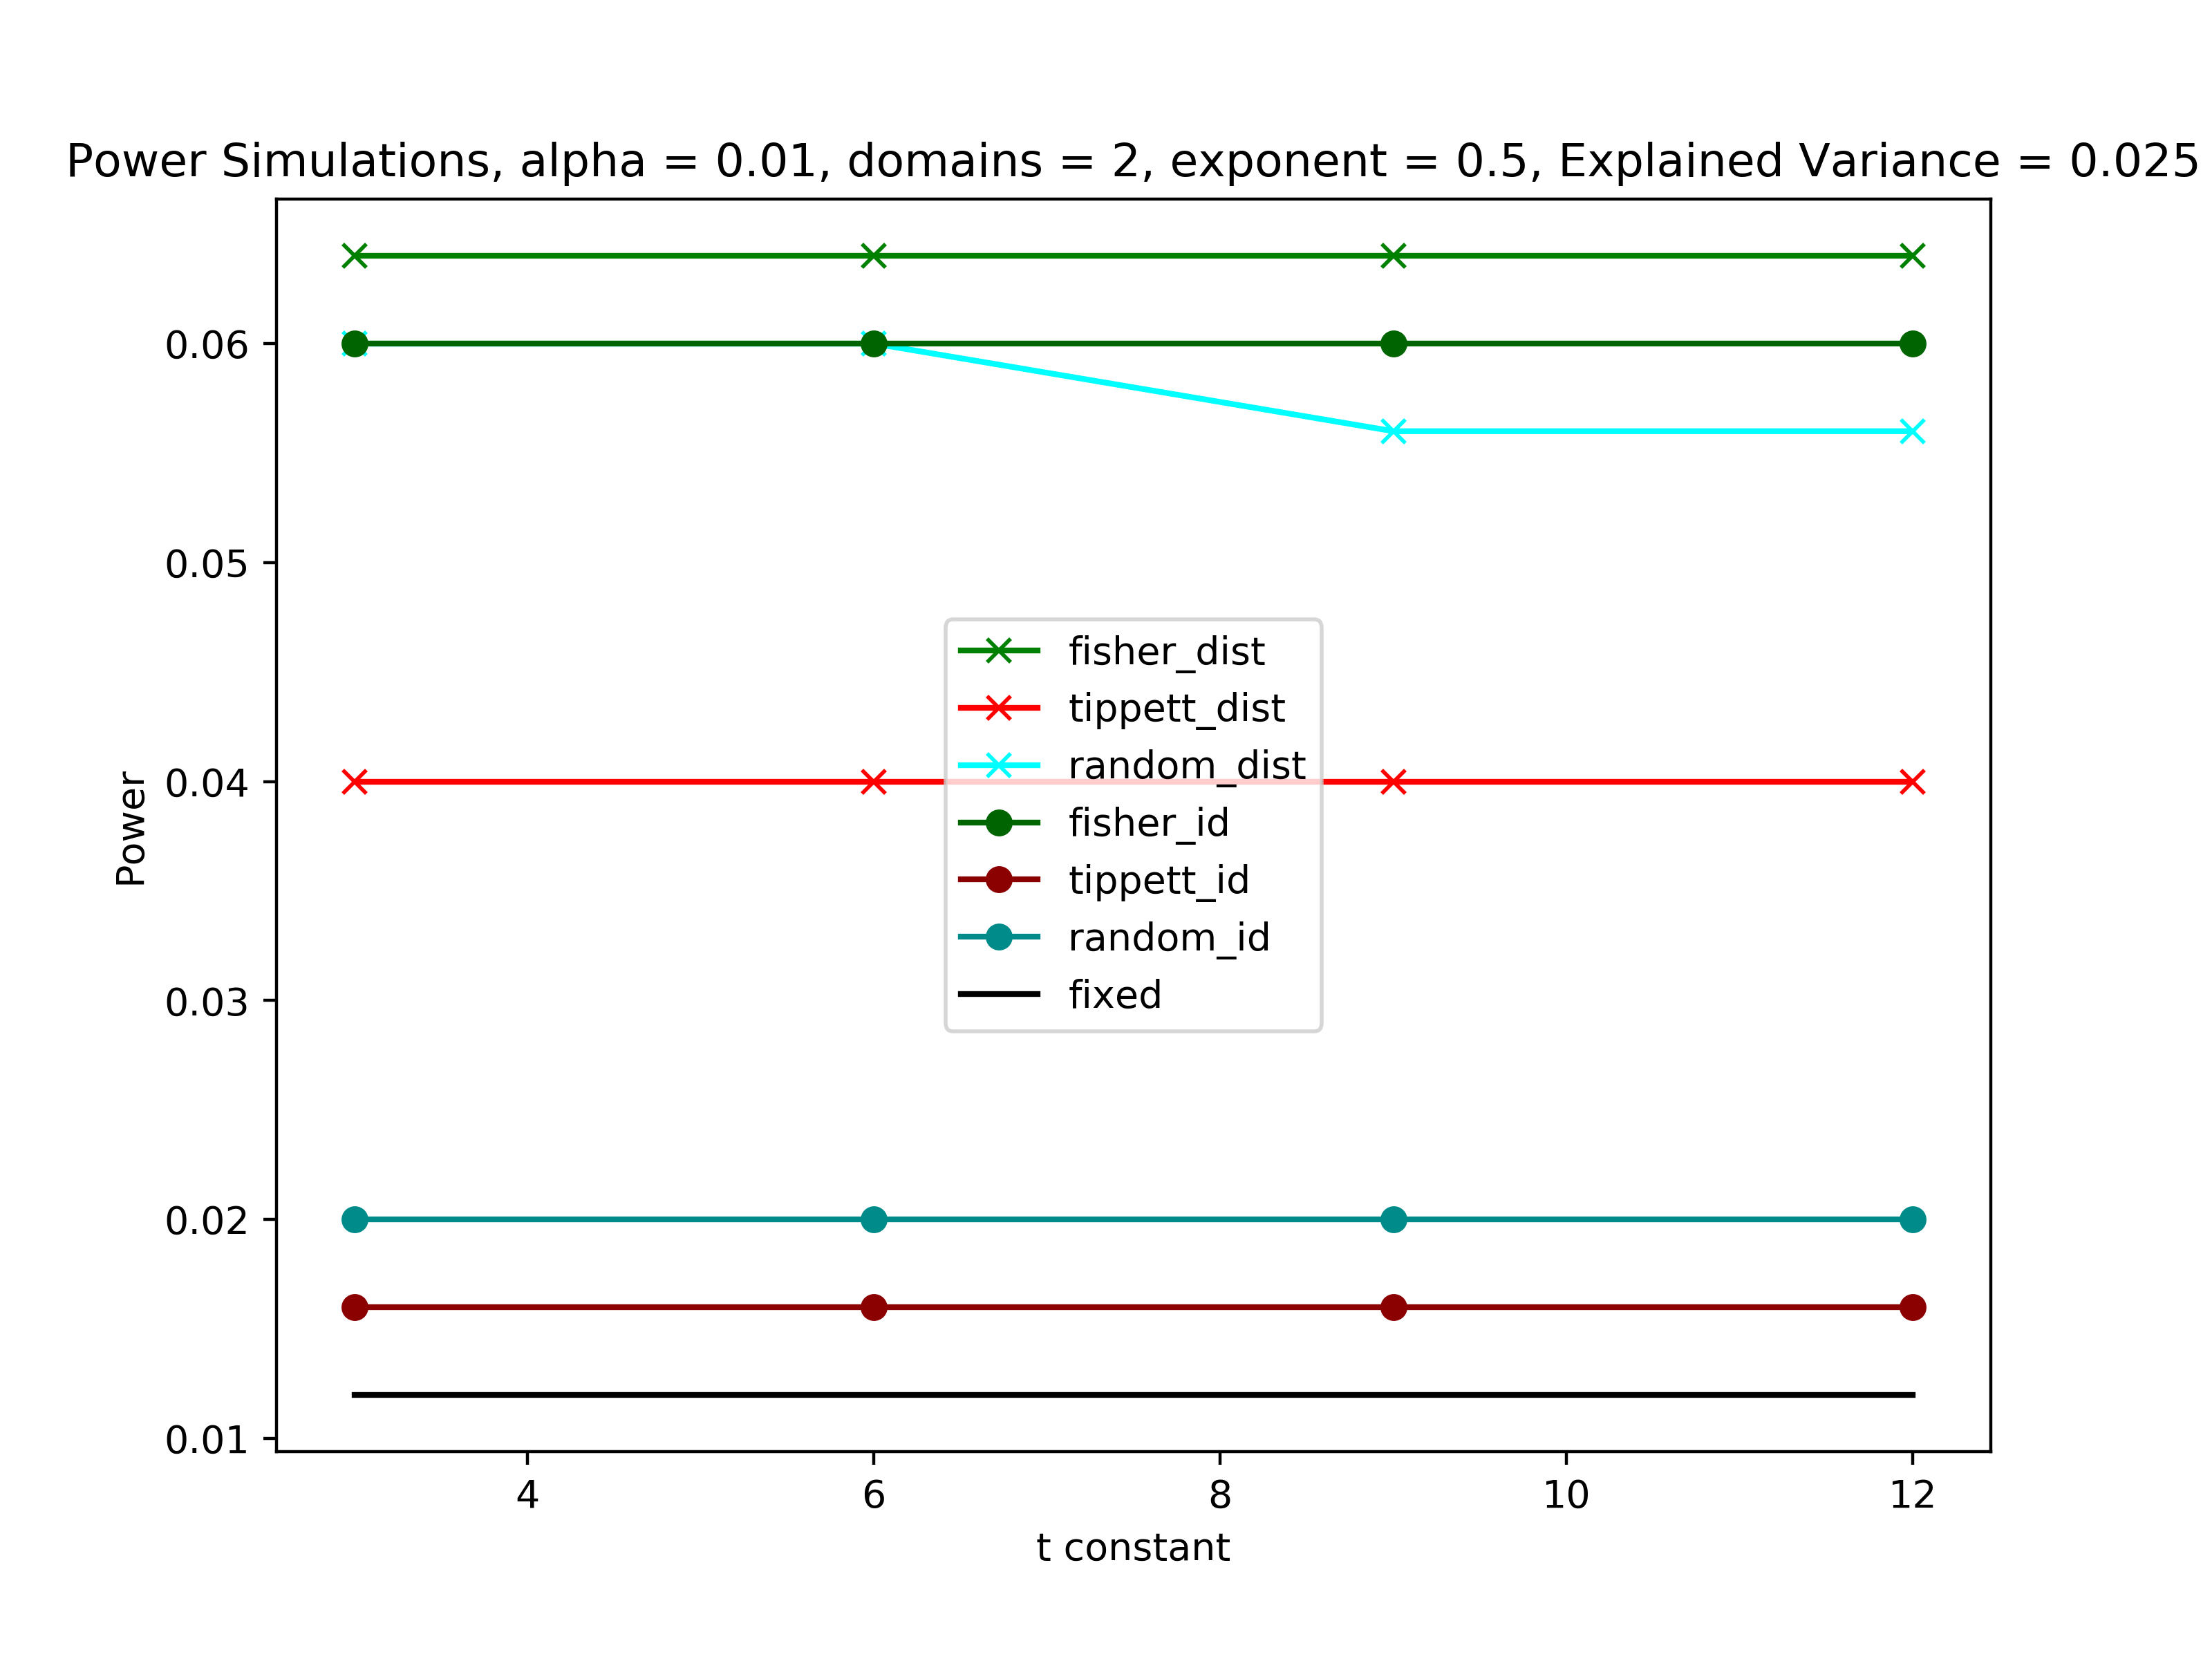 Power Simulations, alpha = 0.01, domains = 2, exponent = 0.5, Explained Variance = 0.025
0.06
0.05
0.04
0.03
0.02
0.01
Power
fisher_dist
tippett_dist
random_dist
fisher_id
tippett_id
random_id
fixed
4 6 8 10 12
t constant